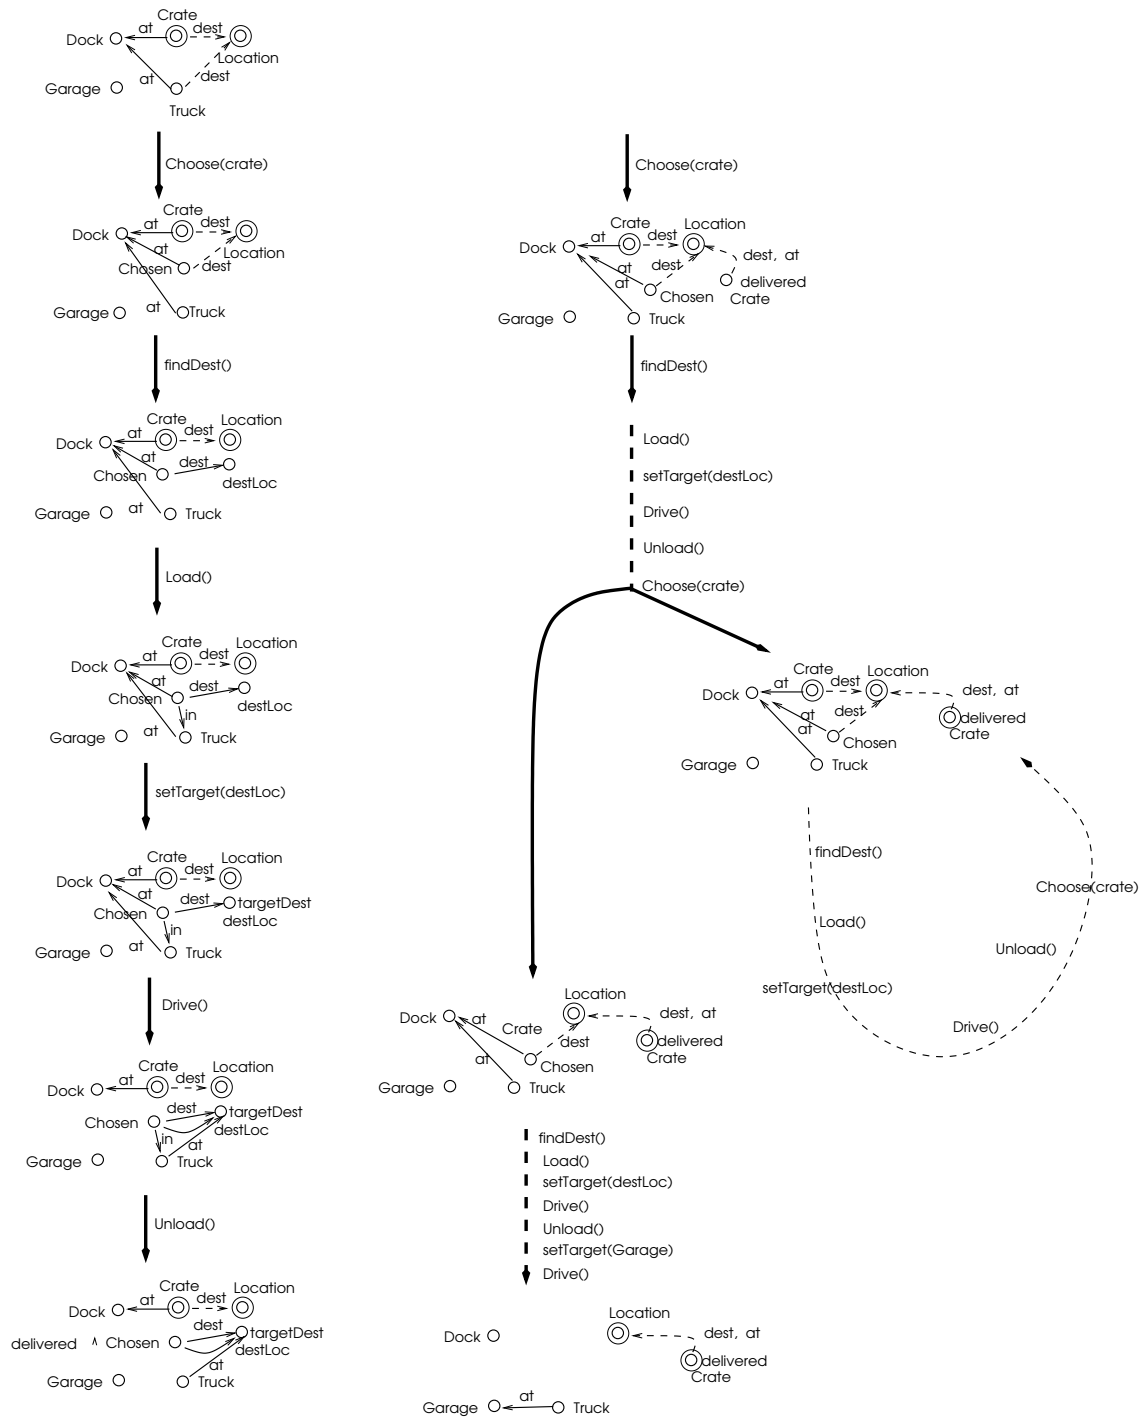 Crate
at dest
Dock
Location
at dest
Garage
Truck
Choose(crate)
Crate
at dest
Dock
at
Location
Chosen dest
at
Garage Truck
findDest()
Crate Location
at dest
Dock
at
dest
Chosen
destLoc
at
Garage Truck
Load()
Crate Location
at dest
Dock
at
dest
Chosen
destLoc
in
at
Garage Truck
setTarget(destLoc)
Crate Location
at dest
Dock
at
dest targetDest
Chosen
destLoc
in
at
Garage Truck
Drive()
Crate Location
at dest
Dock
dest targetDest
Chosen
destLoc
in at
Garage Truck
Unload()
Crate Location
at dest
Dock
dest targetDest
delivered ^ Chosen
destLoc
at
Garage Truck
Choose(crate)
Crate Location
at dest
Dock
dest, at
at dest
at
delivered
Chosen Crate
Garage Truck
findDest()
Load()
setTarget(destLoc)
Drive()
Unload()
Choose(crate)
Crate Location
at dest
Dock
dest, at
at dest
at
delivered
Crate
Chosen
Garage Truck
findDest()
Load()
setTarget(destLoc)
Drive()
Unload()
Choose(crate)
Location
Dock at
dest, at
Crate
dest
delivered
Crate
at
Chosen
Garage Truck
findDest()
Load()
setTarget(destLoc)
Drive()
Unload()
setTarget(Garage)
Drive()
Location
Dock
dest, at
delivered
Crate
at
Garage Truck